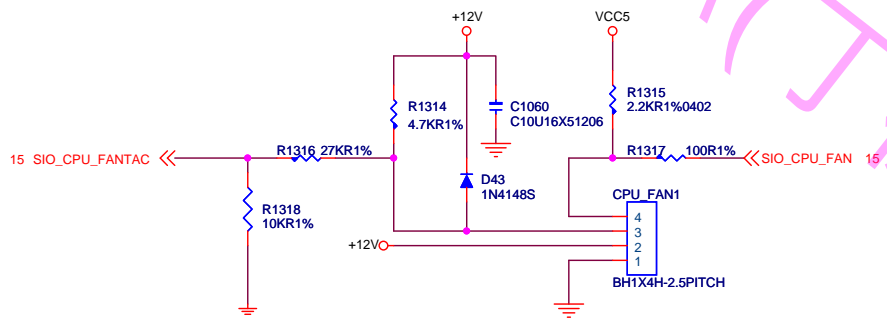 +12V
VCC5
R1314
4.7KR1%
C1060
C10U16X51206
R1315
2.2KR1%0402
15 SIO_CPU_FANTAC
R1316 27KR1%
R1317 100R1%
SIO_CPU_FAN 15
D43
1N4148S
CPU_FAN1
R1318
10KR1%
4
3
+12V
2
1
BH1X4H-2.5PITCH